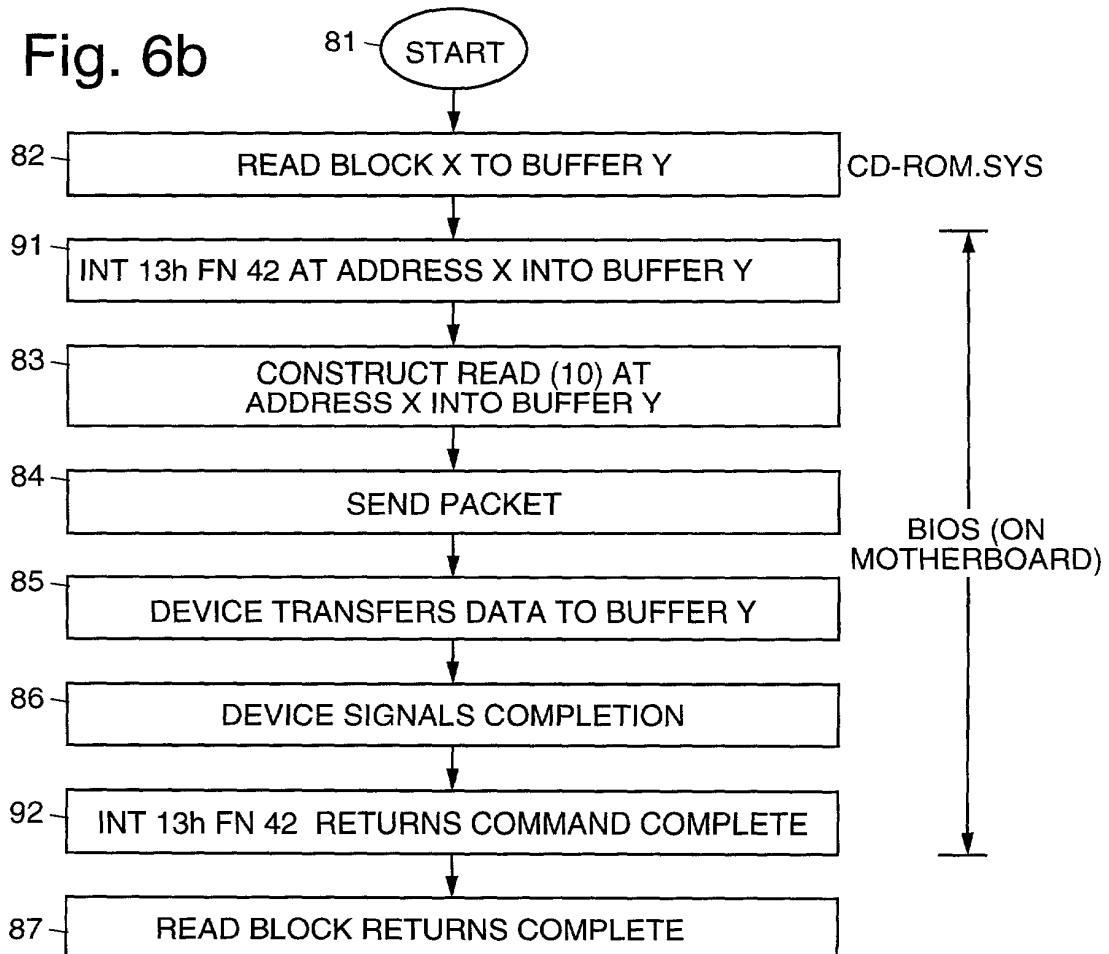 Fig. 6b
81
START
82
READ BLOCK X TO BUFFER Y
CD-ROM.SYS
91
INT 13h FN 42 AT ADDRESS X INTO BUFFER Y
83
CONSTRUCT READ (10) AT
ADDRESS X INTO BUFFER Y
84
SEND PACKET
BIOS (ON
MOTHERBOARD)
85
DEVICE TRANSFERS DATA TO BUFFER Y
86
DEVICE SIGNALS COMPLETION
92
INT 13h FN 42 RETURNS COMMAND COMPLETE
87
READ BLOCK RETURNS COMPLETE